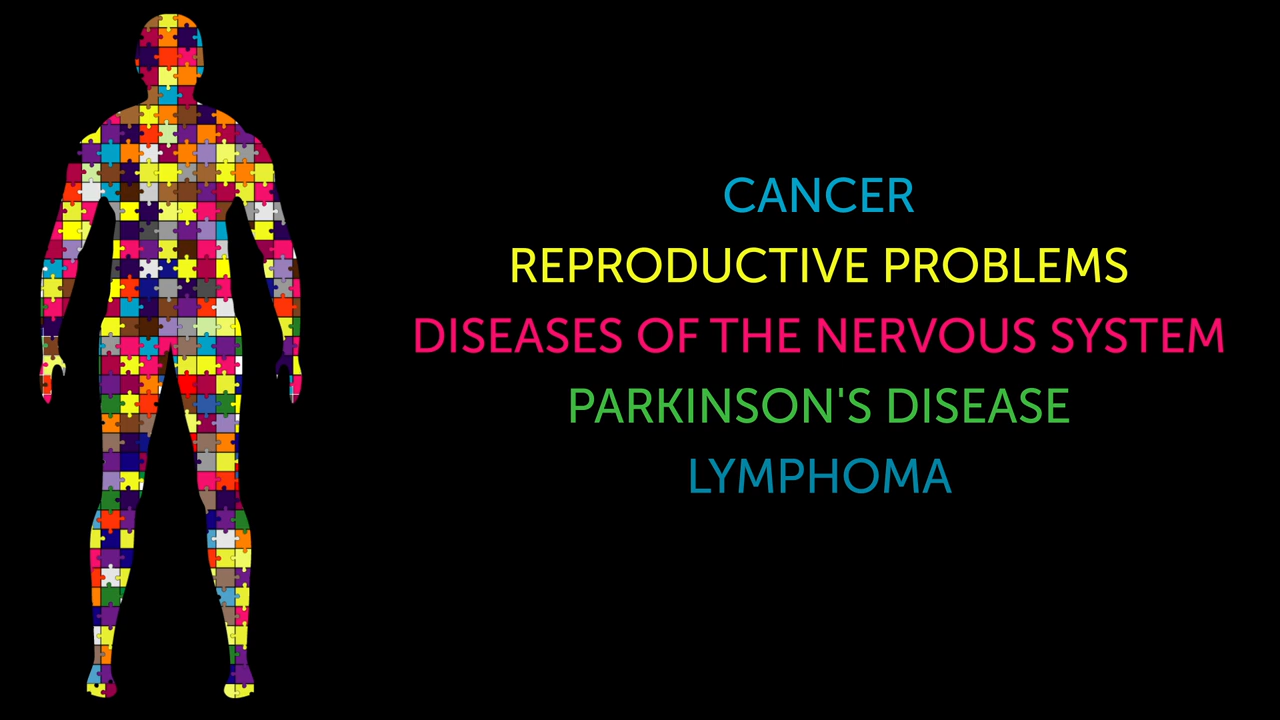 CANCER
REPRODUCTIVE PROBLEMS
DISEASES OF THE NERVOUS SYSTEM
PARKINSON'S DISEASE
LYMPHOMA